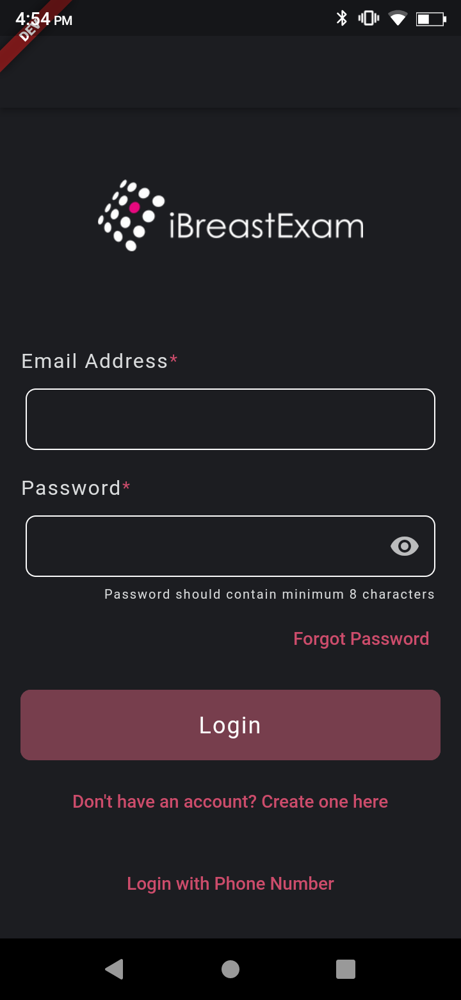 4:54 PM
DEV
iBreastExam
Email Address*
Password*
Password should contain minimum 8 characters
Forgot Password
Login
Don't have an account? Create one here
Login with Phone Number